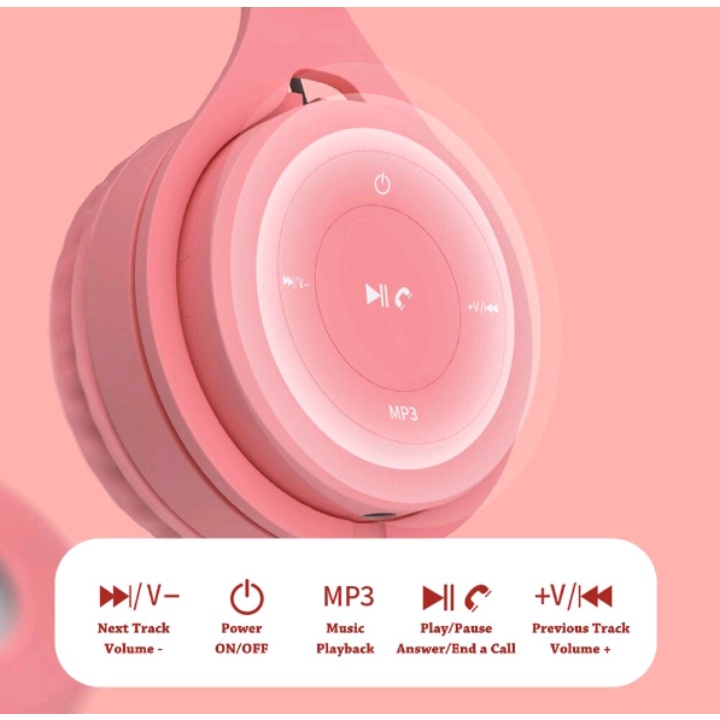 V-
+V/
MP3
/V-
MP3
+V/
Next Track
Volume -
Power
ON/OFF
Music
Playback
Play/Pause
Answer/End a Call
Previous Track
Volume +